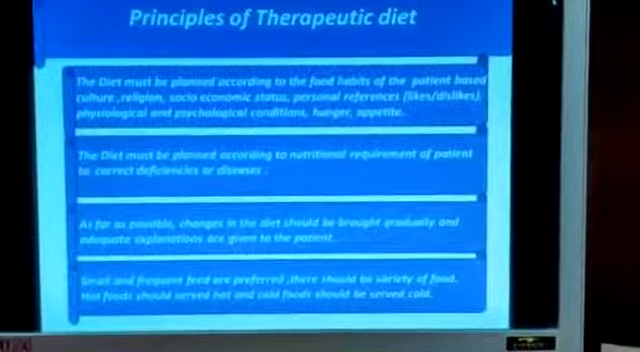 Principles of Therapeutic diet
The Diet must be planned according to the food habits of the patient based
culture ,religion, socio economic status, personal references (likes/dislikes),
physiological and psychological conditions, hunger, appetite.
The Diet must be planned according to nutritional requirement of patient
to correct deficiencies or diseases .
As far as possible, changes in the diet should be brought gradually and
adequate explanations are given to the patient.
Small and frequent feed are preferred ,there should be variety of food.
Hot foods should served hot and cold foods should be served cold.